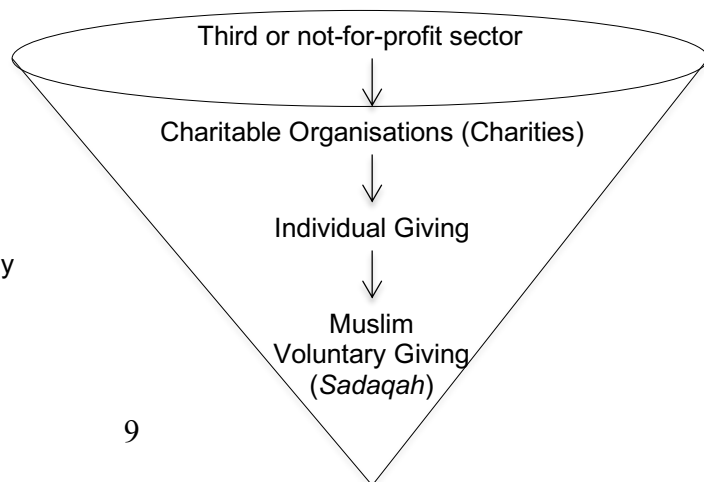 Third or not-for-profit sector
Charitable Organisations (Charities)
Individual Giving
y
Muslim
Voluntary Giving
(Sadaqah)
9